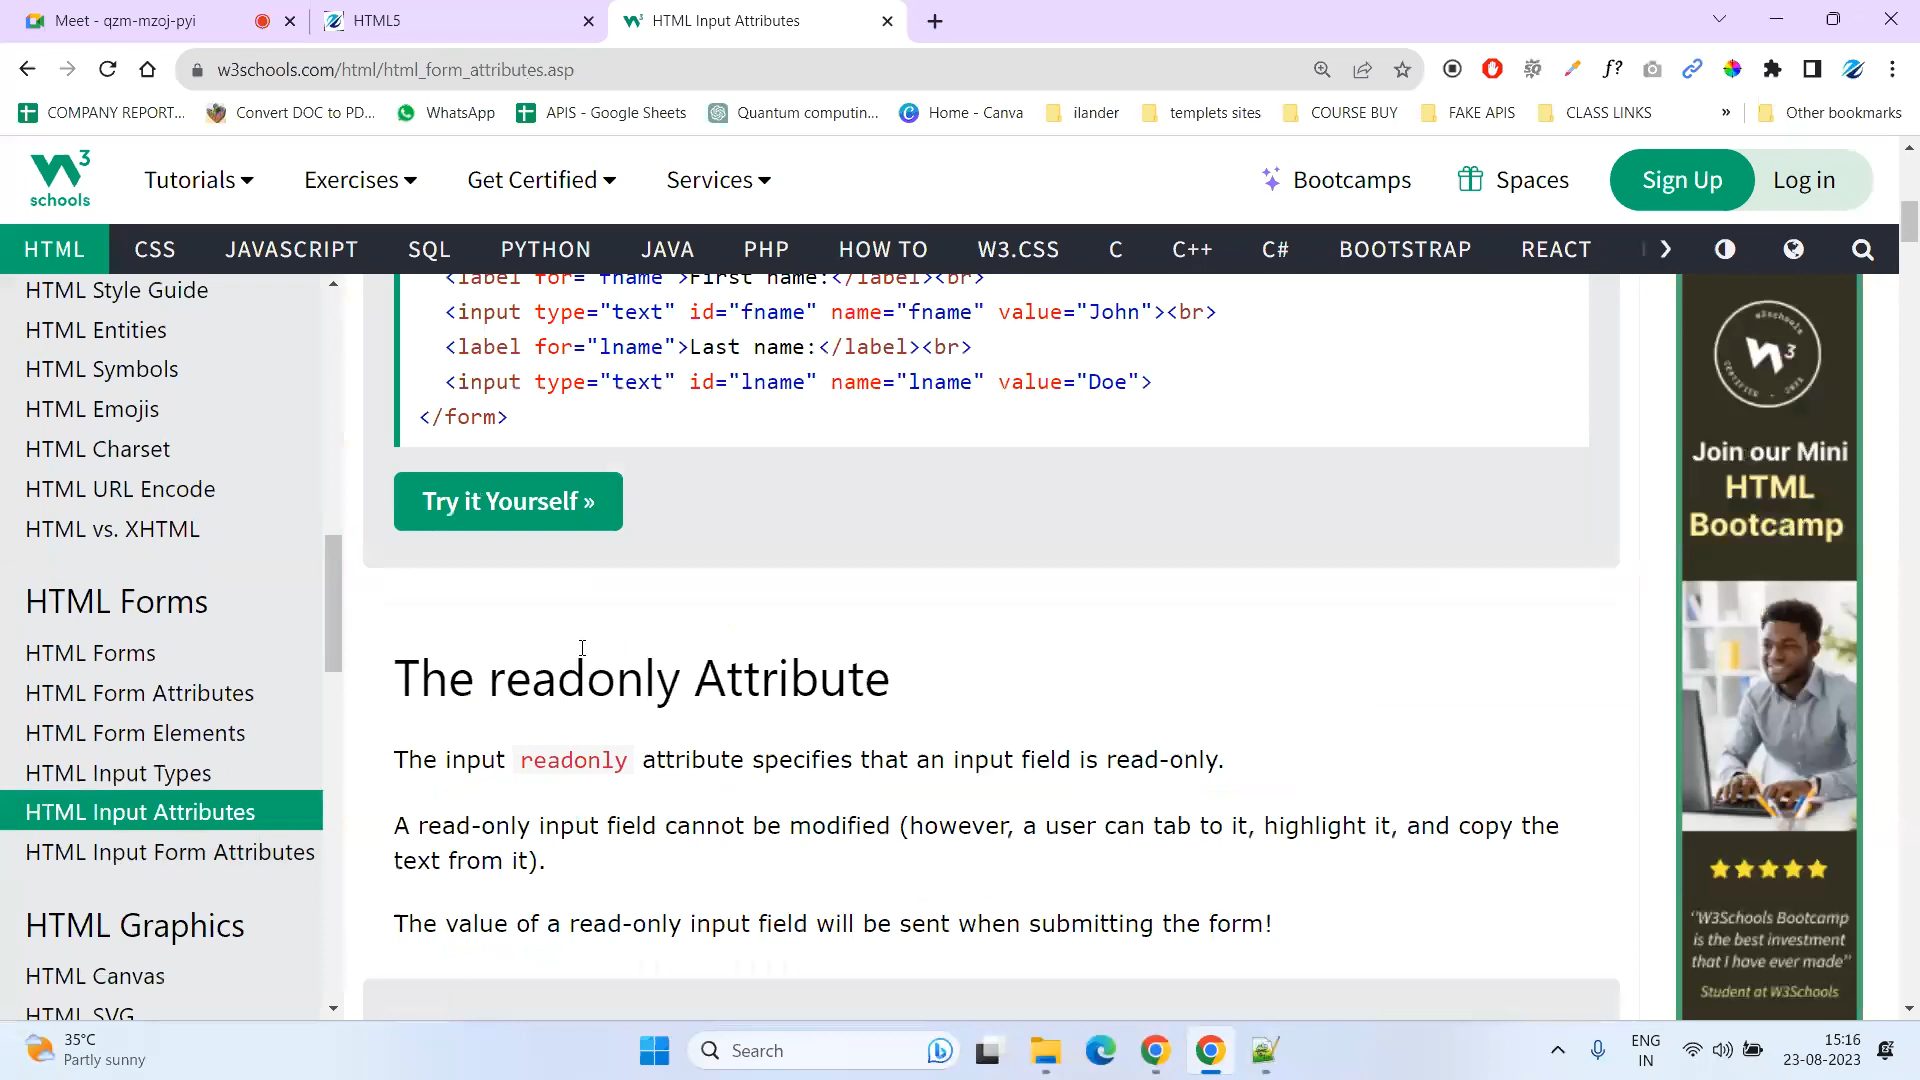 Meet - qzm-mzoj-pyi
HTML5
HTML Input Attributes
w3schools.com/html/html_form_attributes.asp
COMPANY REPORT...
Convert DOC to PD...
WhatsApp
APIS - Google Sheets
Quantum computin...
Home - Canva
ilander
templets sites
COURSE BUY
FAKE APIS
CLASS LINKS
»
Other bookmarks
W3 schools
Tutorials
Exercises
Get Certified
Services
Bootcamps
Spaces
Sign Up
Log in
HTML
CSS
JAVASCRIPT
SQL
PYTHON
JAVA
PHP
HOW TO
W3.CSS
C
C++
C#
BOOTSTRAP
REACT
HTML Style Guide
HTML Entities
HTML Symbols
HTML Emojis
HTML Charset
HTML URL Encode
HTML vs. XHTML
HTML Forms
HTML Forms
HTML Form Attributes
HTML Form Elements
HTML Input Types
HTML Input Attributes
HTML Input Form Attributes
HTML Graphics
HTML Canvas
HTML SVG
<label for="fname">First name:</label><br>
<input type="text" id="fname" name="fname" value="John"><br>
<label for="lname">Last name:</label><br>
<input type="text" id="lname" name="lname" value="Doe">
</form>
Try it Yourself »
The readonly Attribute
The input readonly attribute specifies that an input field is read-only.
A read-only input field cannot be modified (however, a user can tab to it, highlight it, and copy the
text from it).
The value of a read-only input field will be sent when submitting the form!
Join our Mini
HTML
Bootcamp
"W3Schools Bootcamp
is the best investment
that I have ever made"
Student at W3Schools
35°C
Partly sunny
Search
ENG
IN
15:16
23-08-2023